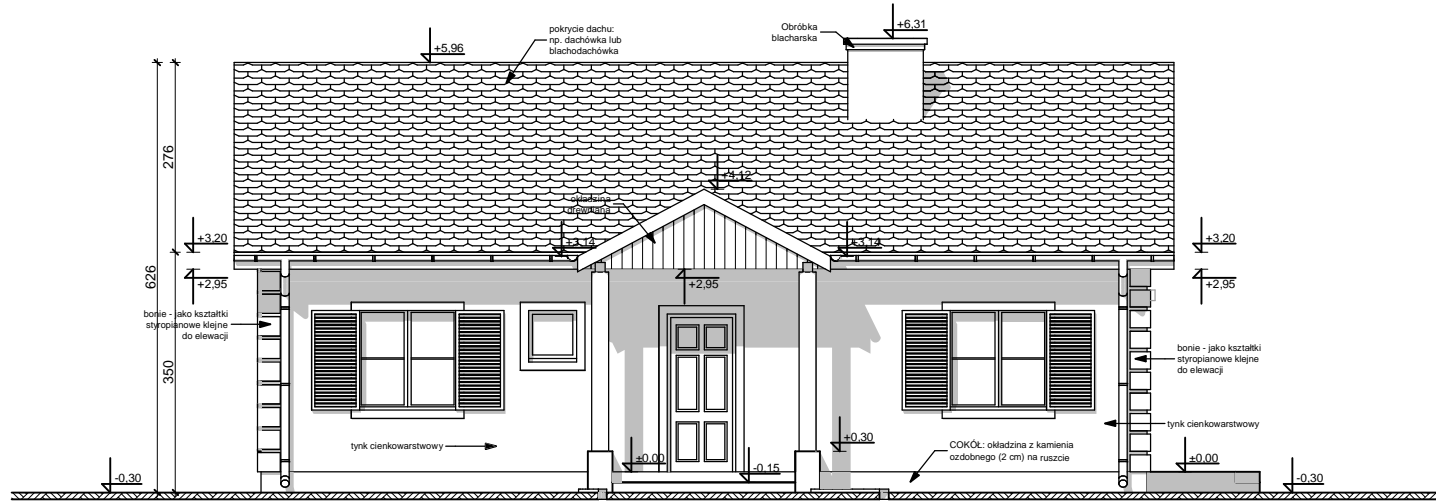 +6,31
Obróbka
blacharska
pokrycie dachu:
np. dachówka lub
blachodachówka
+5,96
276
+4,12
okładzina
drewniana
+3,20
+3,14
+3,14
+3,20
626
+2,95
+2,95
+2,95
bonie - jako kształtki
styropianowe klejne
do elewacji
350
bonie - jako kształtki
styropianowe klejne
do elewacji
tynk cienkowarstwowy
tynk cienkowarstwowy
+0,30
COKÓŁ: okładzina z kamienia
ozdobnego (2 cm) na ruszcie
±0,00
-0,15
±0,00
-0,30
-0,30